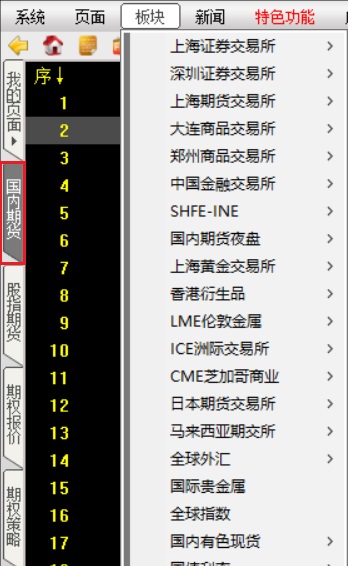 系统 页面 板块 新闻 特色功能
我的页面
国内期货
股指期货
期权报价
期权策略
序↓
1
2
3
4
5
6
7
8
9
10
11
12
13
14
15
16
17
上海证券交易所
深圳证券交易所
上海期货交易所
大连商品交易所
郑州商品交易所
中国金融交易所
SHFE-INE
国内期货夜盘
上海黄金交易所
香港衍生品
LME伦敦金属
ICE洲际交易所
CME芝加哥商业
日本期货交易所
马来西亚期交所
全球外汇
国际贵金属
全球指数
国内有色现货